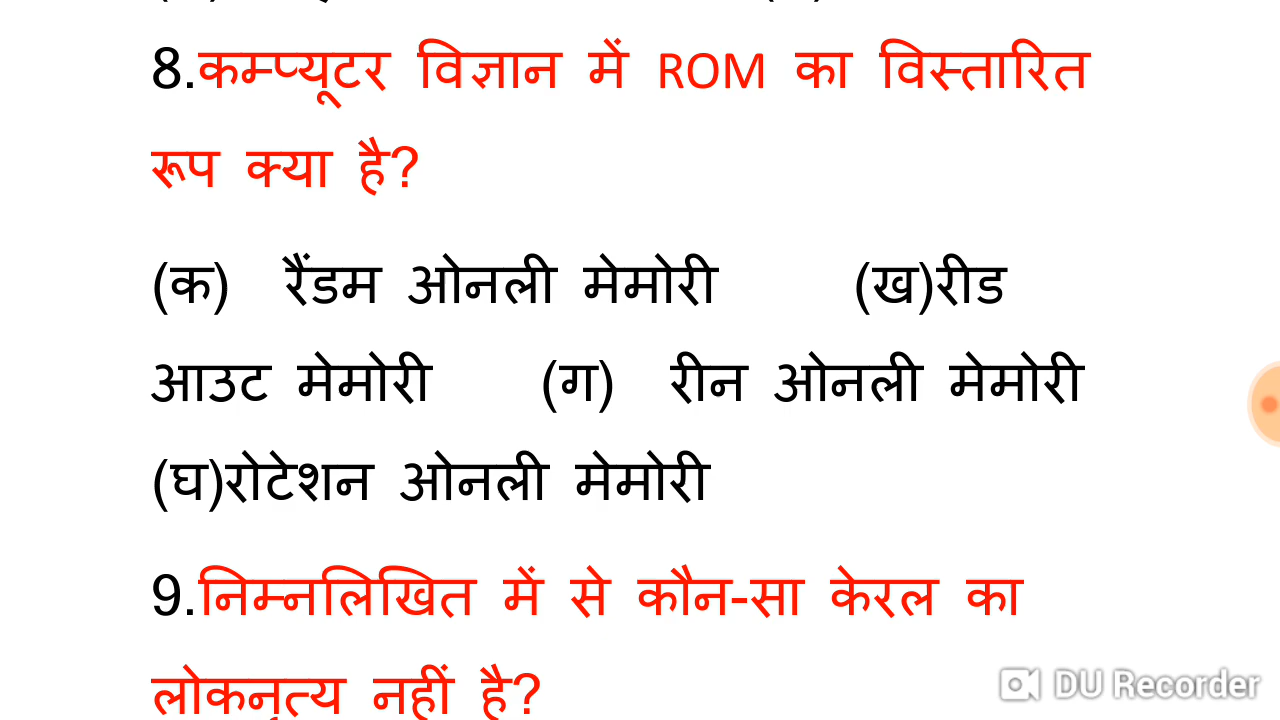 8.कम्प्यूटर विज्ञान में ROM का विस्तारित
रूप क्या है?
(क) रैंडम ओनली मेमोरी (ख)रीड
आउट मेमोरी (ग) रीन ओनली मेमोरी
(घ)रोटेशन ओनली मेमोरी
9.निम्नलिखित में से कौन-सा केरल का
लोकनृत्य नहीं है?
DU Recorder